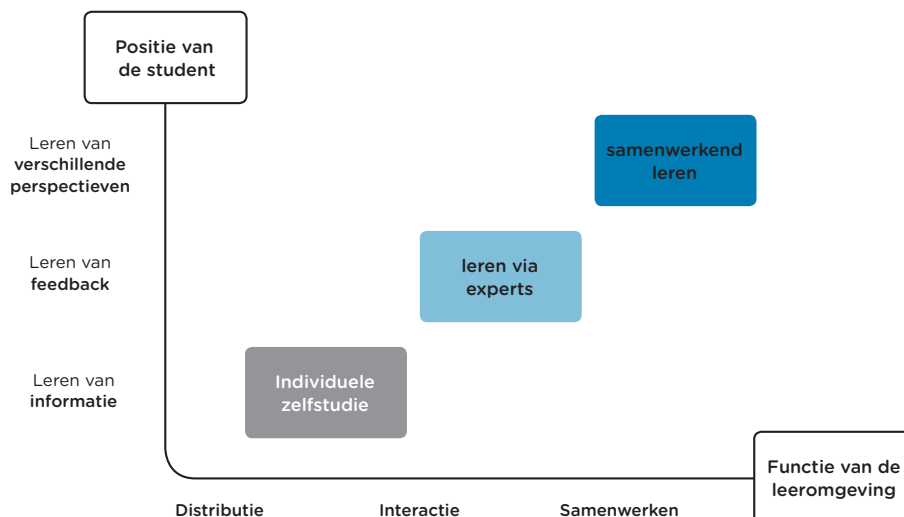 Positie van
de student
Leren van
verschillende
perspectieven
samenwerkend
leren
Leren van
feedback
leren via
experts
Leren van
informatie
Individuele
zelfstudie
Functie van de
leeromgeving
Distributie
Interactie
Samenwerken